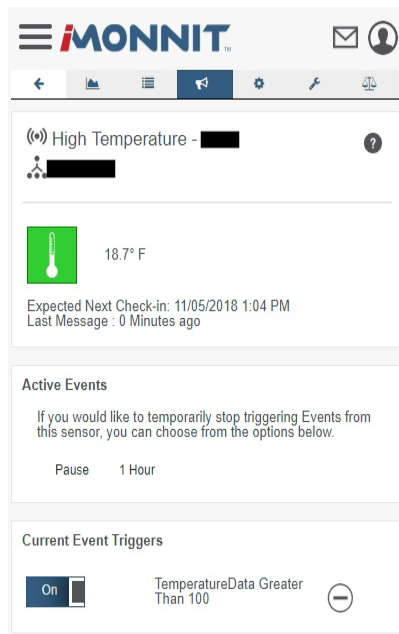 iMONNIT™
High Temperature -
?
18.7° F
Expected Next Check-in: 11/05/2018 1:04 PM
Last Message : 0 Minutes ago
Active Events
If you would like to temporarily stop triggering Events from
this sensor, you can choose from the options below.
Pause 1 Hour
Current Event Triggers
On
TemperatureData Greater
Than 100